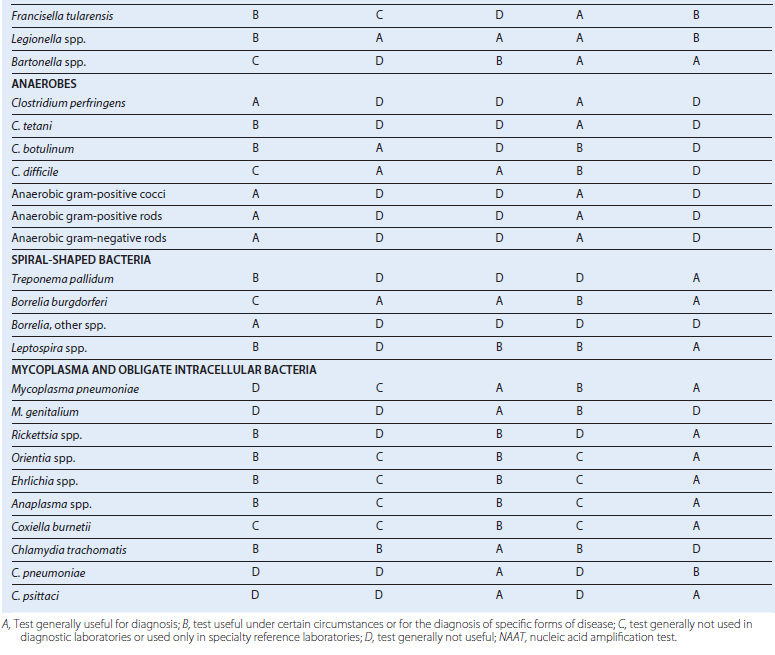 Francisella tularensis B C D A B
Legionella spp. B A A A B
Bartonella spp. C D B A A
ANAEROBES
Clostridium perfringens A D D A D
C. tetani B D D A D
C. botulinum B A D B D
C. difficile C A A B D
Anaerobic gram-positive cocci A D D A D
Anaerobic gram-positive rods A D D A D
Anaerobic gram-negative rods A D D A D
SPIRAL-SHAPED BACTERIA
Treponema pallidum B D D D A
Borrelia burgdorferi C A A B A
Borrelia, other spp. A D D D D
Leptospira spp. B D B B A
MYCOPLASMA AND OBLIGATE INTRACELLULAR BACTERIA
Mycoplasma pneumoniae D C A B A
M. genitalium D D A B D
Rickettsia spp. B D B D A
Orientia spp. B C B C A
Ehrlichia spp. B C B C A
Anaplasma spp. B C B C A
Coxiella burnetii C C B C A
Chlamydia trachomatis B B A B D
C. pneumoniae D D A D B
C. psittaci D D A D A
A, Test generally useful for diagnosis; B, test useful under certain circumstances or for the diagnosis of specific forms of disease; C, test generally not used in
diagnostic laboratories or used only in specialty reference laboratories; D, test generally not useful; NAAT, nucleic acid amplification test.